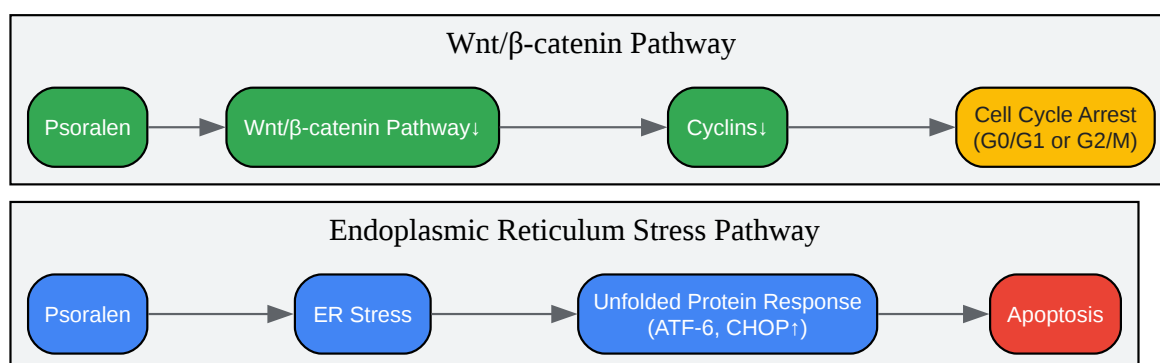 Wnt/β-catenin Pathway
Psoralen
Wnt/β-catenin Pathway↓
Cyclins↓
Cell Cycle Arrest
(G0/G1 or G2/M)
Endoplasmic Reticulum Stress Pathway
Psoralen
ER Stress
Unfolded Protein Response
(ATF-6, CHOP↑)
Apoptosis